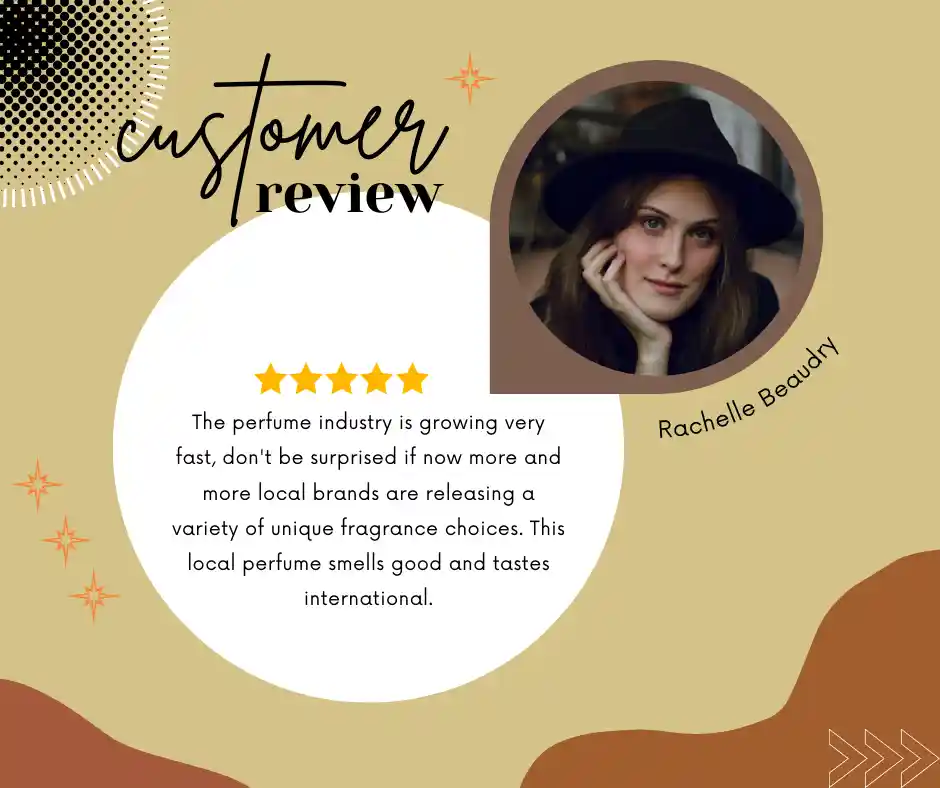 customer
review
Rachelle Beaudry
The perfume industry is growing very
fast, don't be surprised if now more and
more local brands are releasing a
variety of unique fragrance choices. This
local perfume smells good and tastes
international.